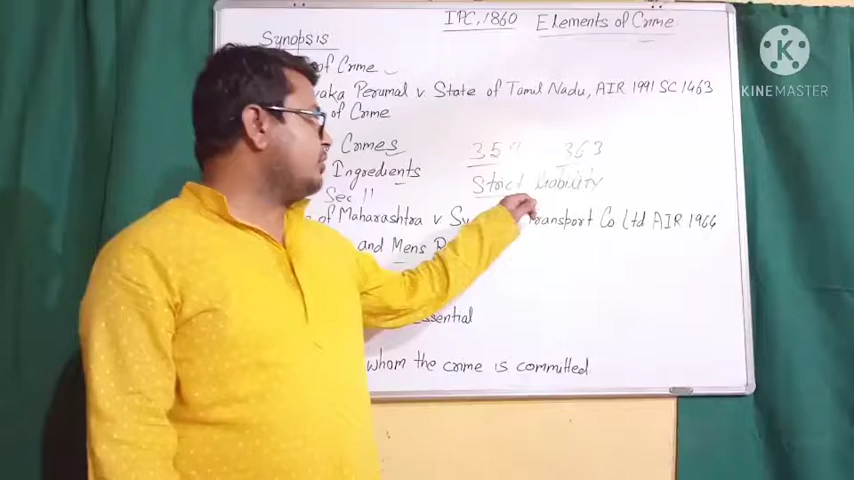 IPC, 1860 Elements of Crime
Synopsis
of Crime
Perumal v State of Tamil Nadu, AIR 1991 SC 1463
of Crime
Crimes 359 363
Ingredients Strict liability
Sec 11
of Maharashtra v Transport Co Ltd AIR 1966
and Mens
Essential
whom the crime is committed
KINEMASTER